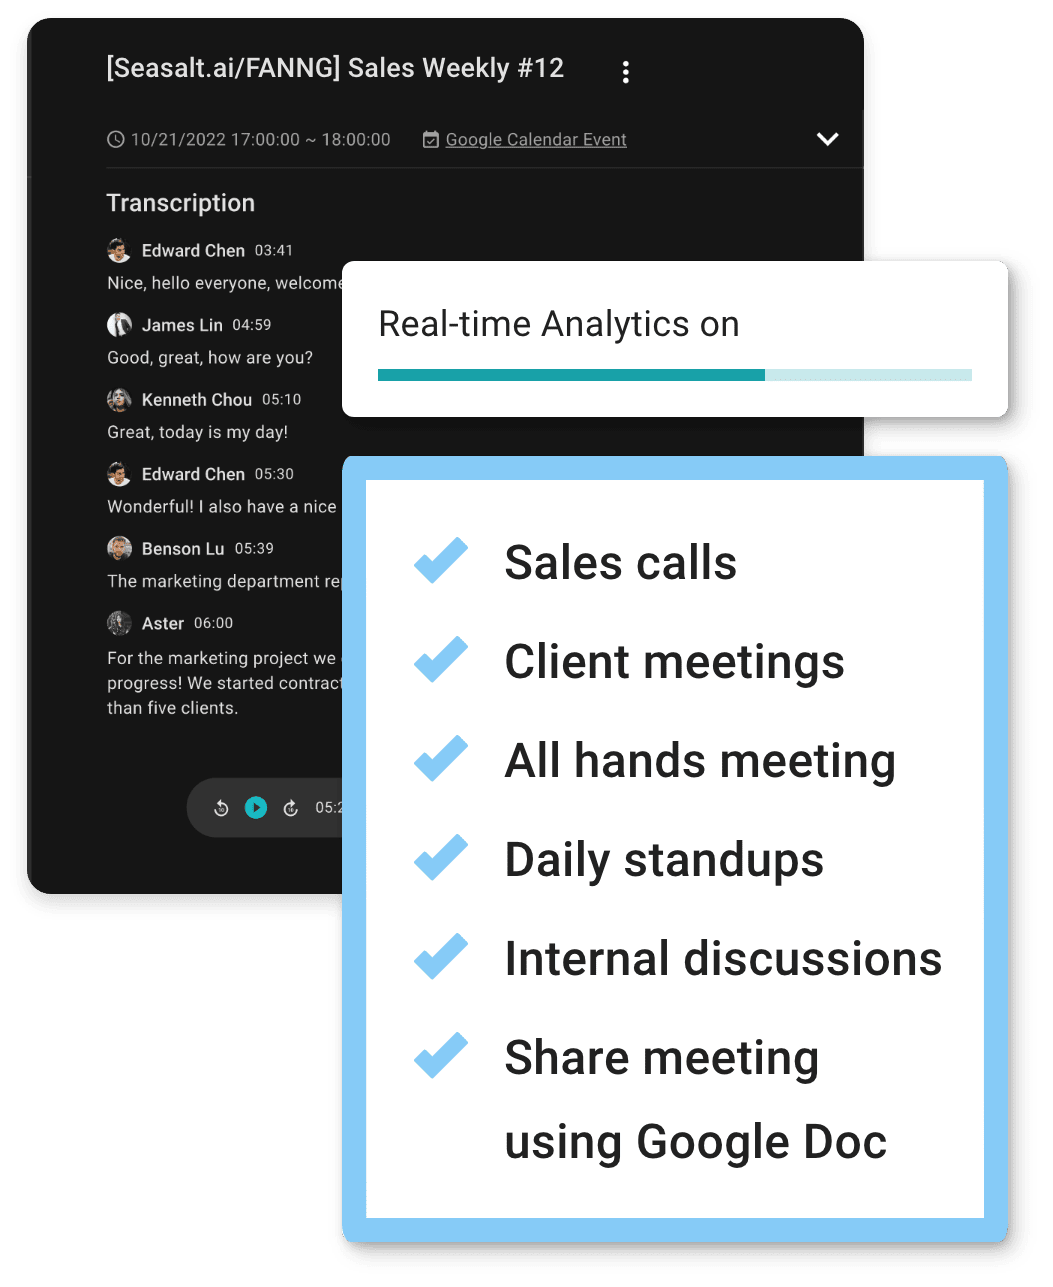 [Seasalt.ai/FANNG] Sales Weekly #12
10/21/2022 17:00:00 ~ 18:00:00 Google Calendar Event
Transcription
Edward Chen 03:41
Nice, hello everyone, welcome
James Lin 04:59
Good, great, how are you?
Kenneth Chou 05:10
Great, today is my day!
Edward Chen 05:30
Wonderful! I also have a nice
Benson Lu 05:39
The marketing department
Aster 06:00
For the marketing project we
progress! We started contract
than five clients.
Real-time Analytics on
Sales calls
Client meetings
All hands meeting
Daily standups
Internal discussions
Share meeting
using Google Doc